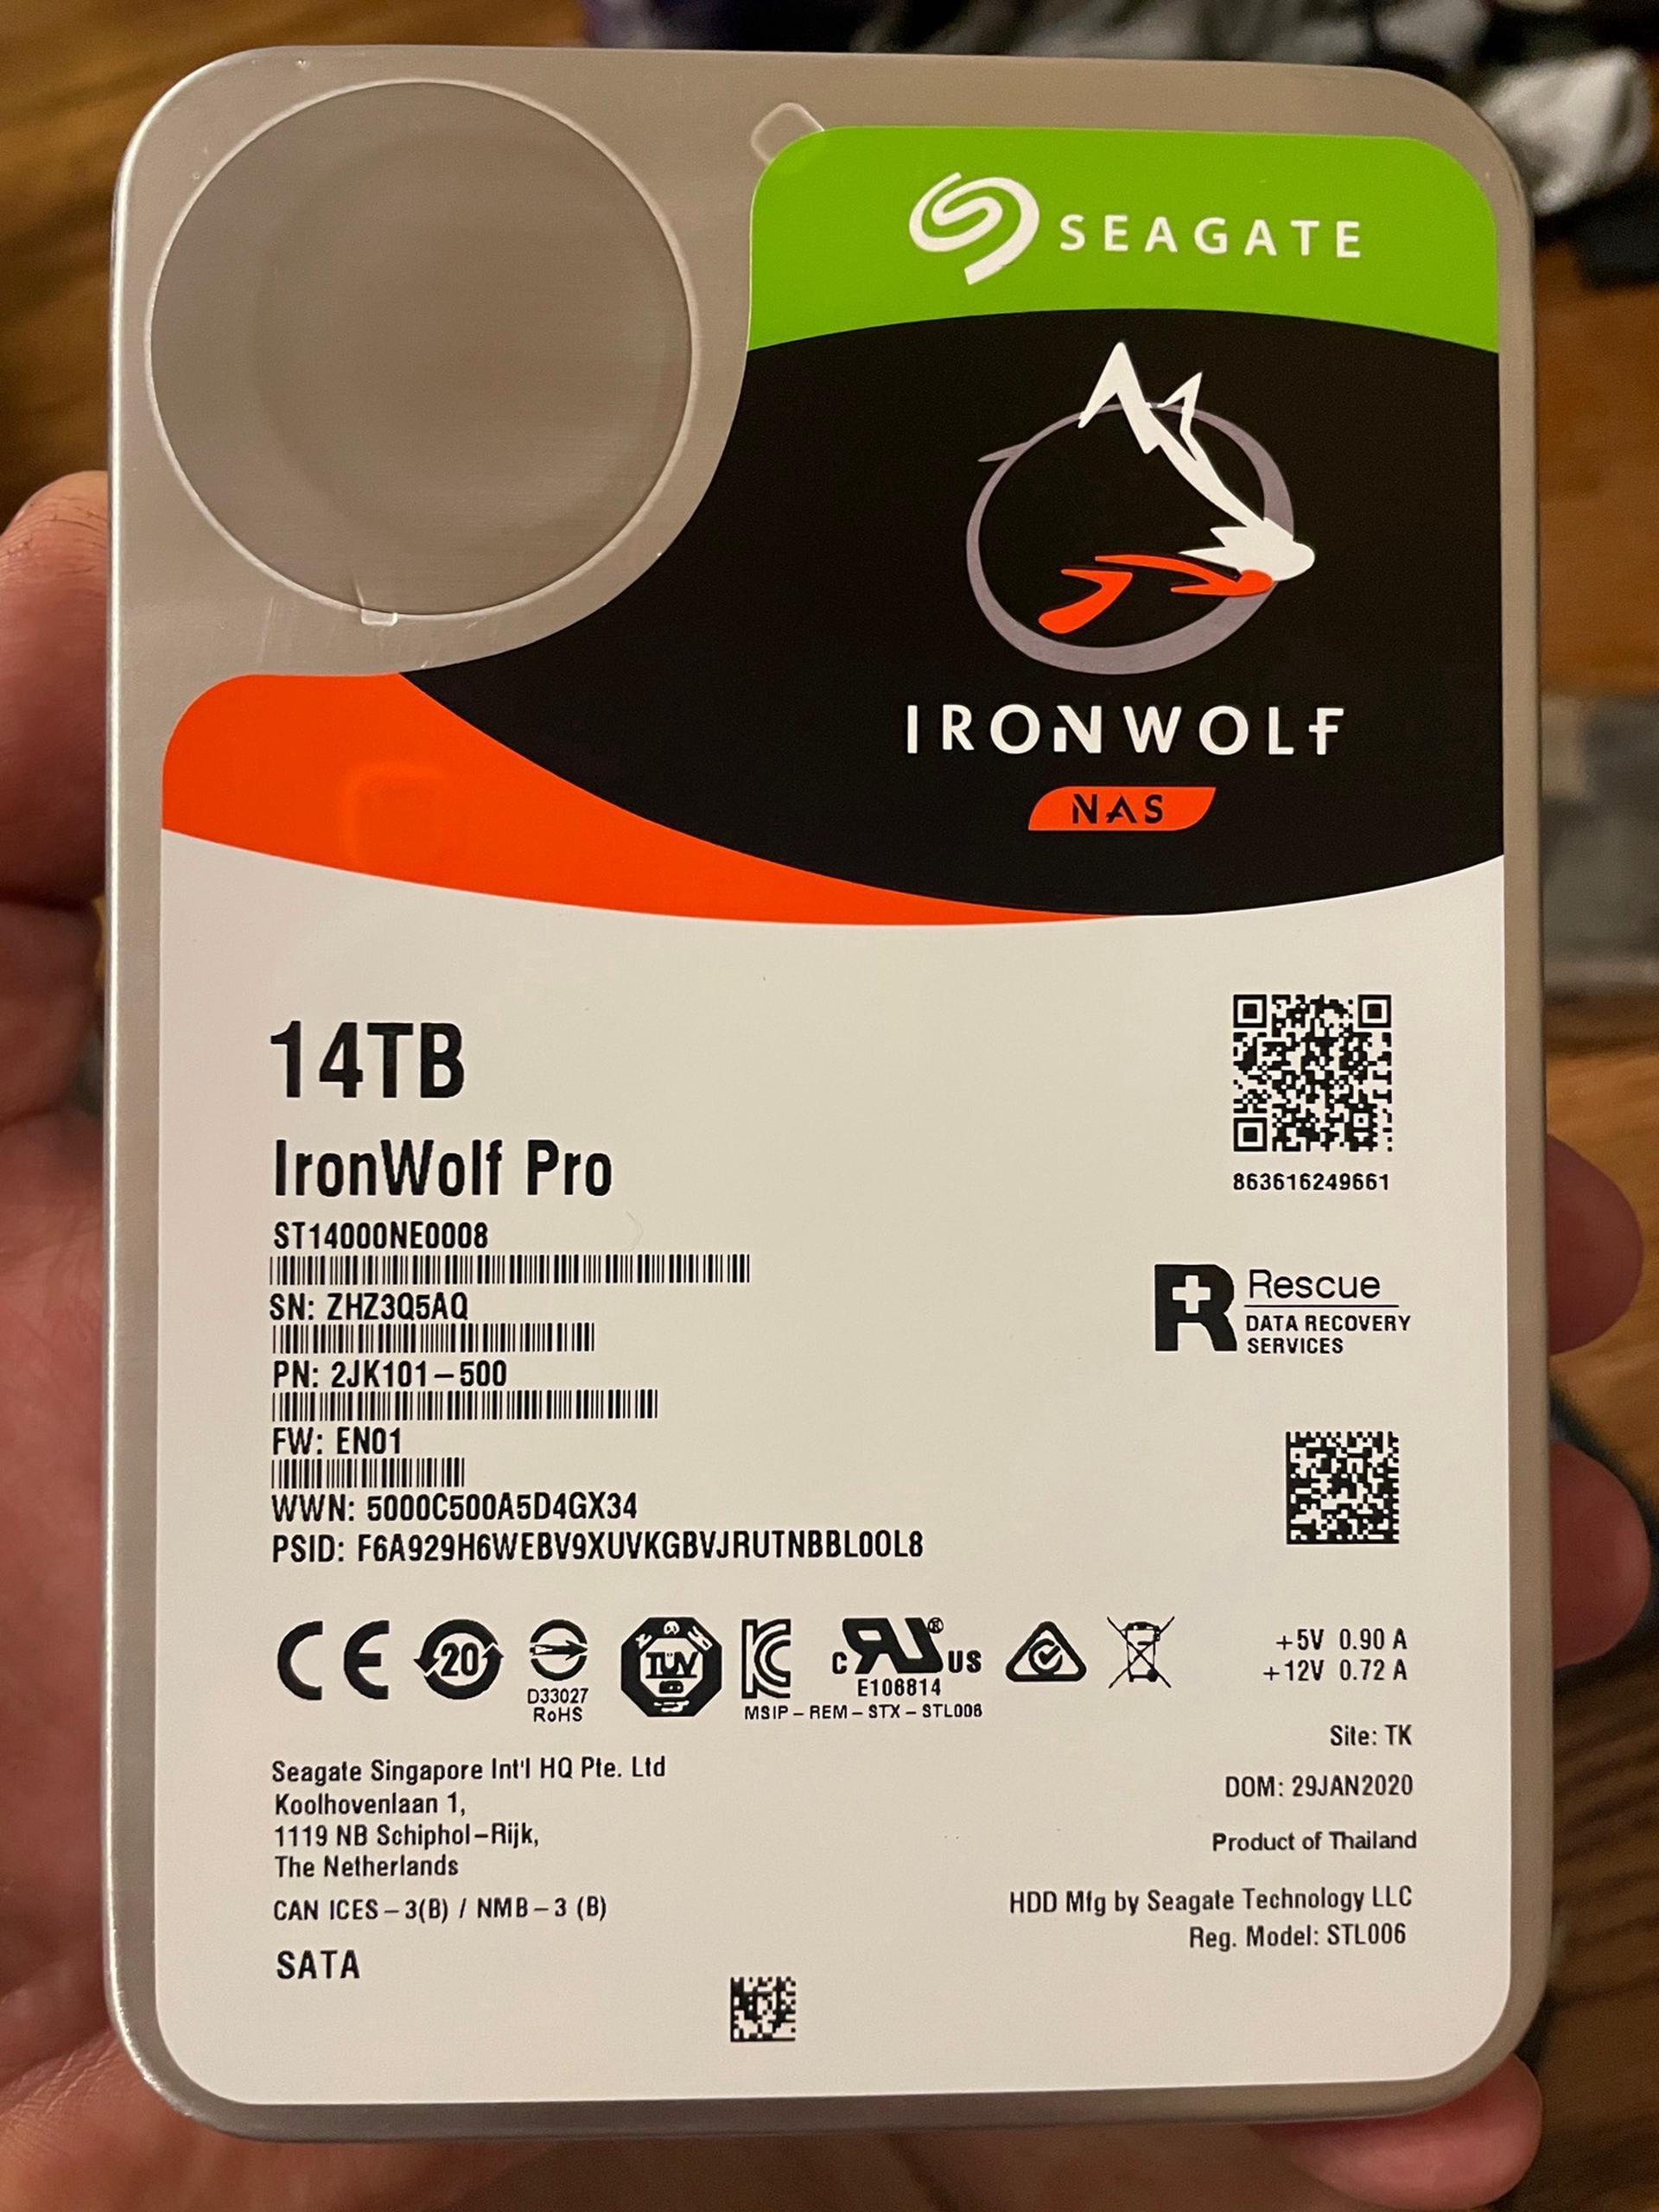 SEAGATE
IRONWOLF
NAS
14TB
IronWolf Pro
ST14000NE0008
SN: ZHZ3Q5AQ
PN: 2JK101-500
FW: EN01
WWN: 5000C500A5D4GX34
PSID: F6A929H6WEBV9XUVKGBVJRUTNBBL0OL8
863616249661
Rescue
DATA RECOVERY
SERVICES
CE
20
D33027
RoHS
TÜV
c RU ® US
E106814
MSIP-REM-STX-STL006
+5V 0.90 A
+12V 0.72 A
Site: TK
DOM: 29JAN2020
Product of Thailand
Seagate Singapore Int'l HQ Pte. Ltd
Koolhovenlaan 1,
1119 NB Schiphol-Rijk,
The Netherlands
CAN ICES-3(B) / NMB-3 (B)
SATA
HDD Mfg by Seagate Technology LLC
Reg. Model: STL006